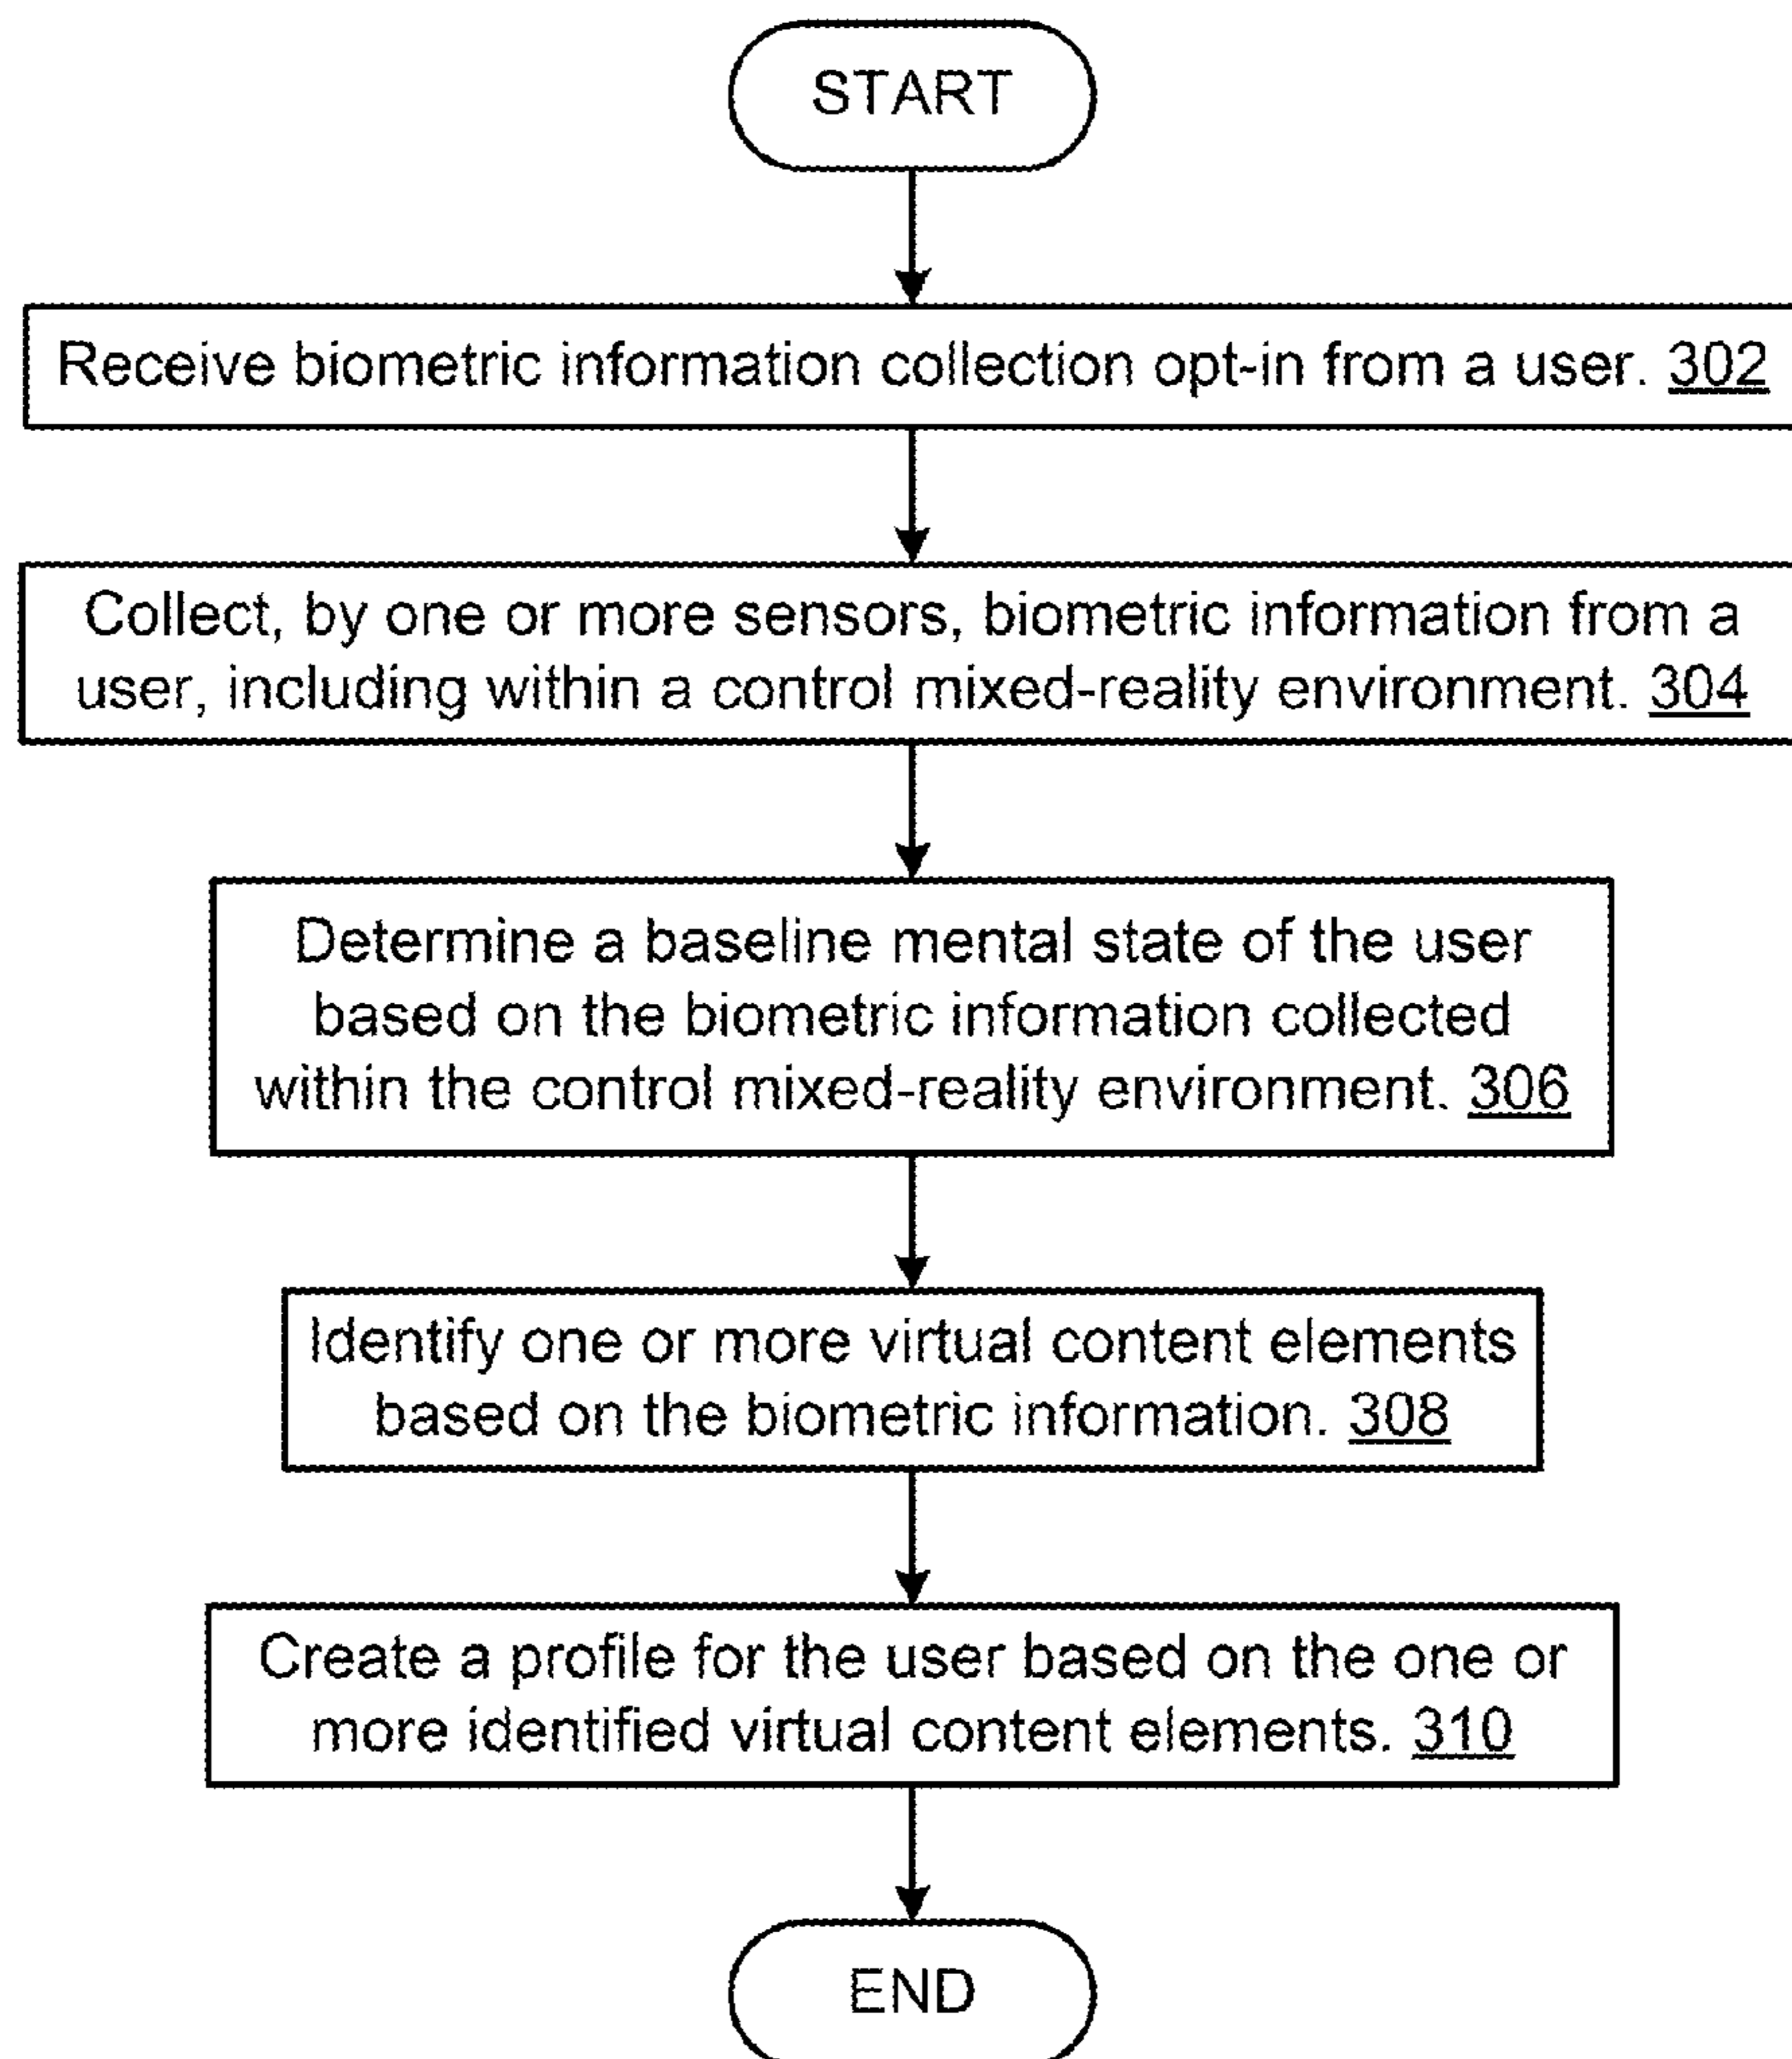 START
Receive biometric information collection opt-in from a user. 302
Collect, by one or more sensors, biometric information from a
user, including within a control mixed-reality environment. 304
Determine a baseline mental state of the user
based on the biometric information collected
within the control mixed-reality environment. 306
Identify one or more virtual content elements
based on the biometric information. 308
Create a profile for the user based on the one or
more identified virtual content elements. 310
END